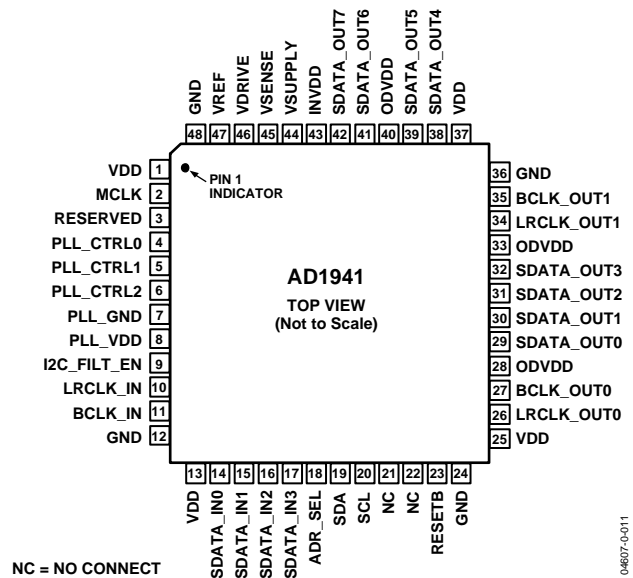 GND
VREF
VDRIVE
VSENSE
VSUPPLY
INVDD
SDATA_OUT7
SDATA_OUT6
ODVDD
SDATA_OUT5
SDATA_OUT4
VDD
48 47 46 45 44 43 42 41 40 39 38 37
VDD 1
MCLK 2
RESERVED 3
PLL_CTRL0 4
PLL_CTRL1 5
PLL_CTRL2 6
PLL_GND 7
PLL_VDD 8
I2C_FILT_EN 9
LRCLK_IN 10
BCLK_IN 11
GND 12
PIN 1
INDICATOR
AD1941
TOP VIEW
(Not to Scale)
36 GND
35 BCLK_OUT1
34 LRCLK_OUT1
33 ODVDD
32 SDATA_OUT3
31 SDATA_OUT2
30 SDATA_OUT1
29 SDATA_OUT0
28 ODVDD
27 BCLK_OUT0
26 LRCLK_OUT0
25 VDD
13 14 15 16 17 18 19 20 21 22 23 24
VDD
SDATA_IN0
SDATA_IN1
SDATA_IN2
SDATA_IN3
ADR_SEL
SDA
SCL
NC
NC
RESETB
GND
NC = NO CONNECT
04607-0-011